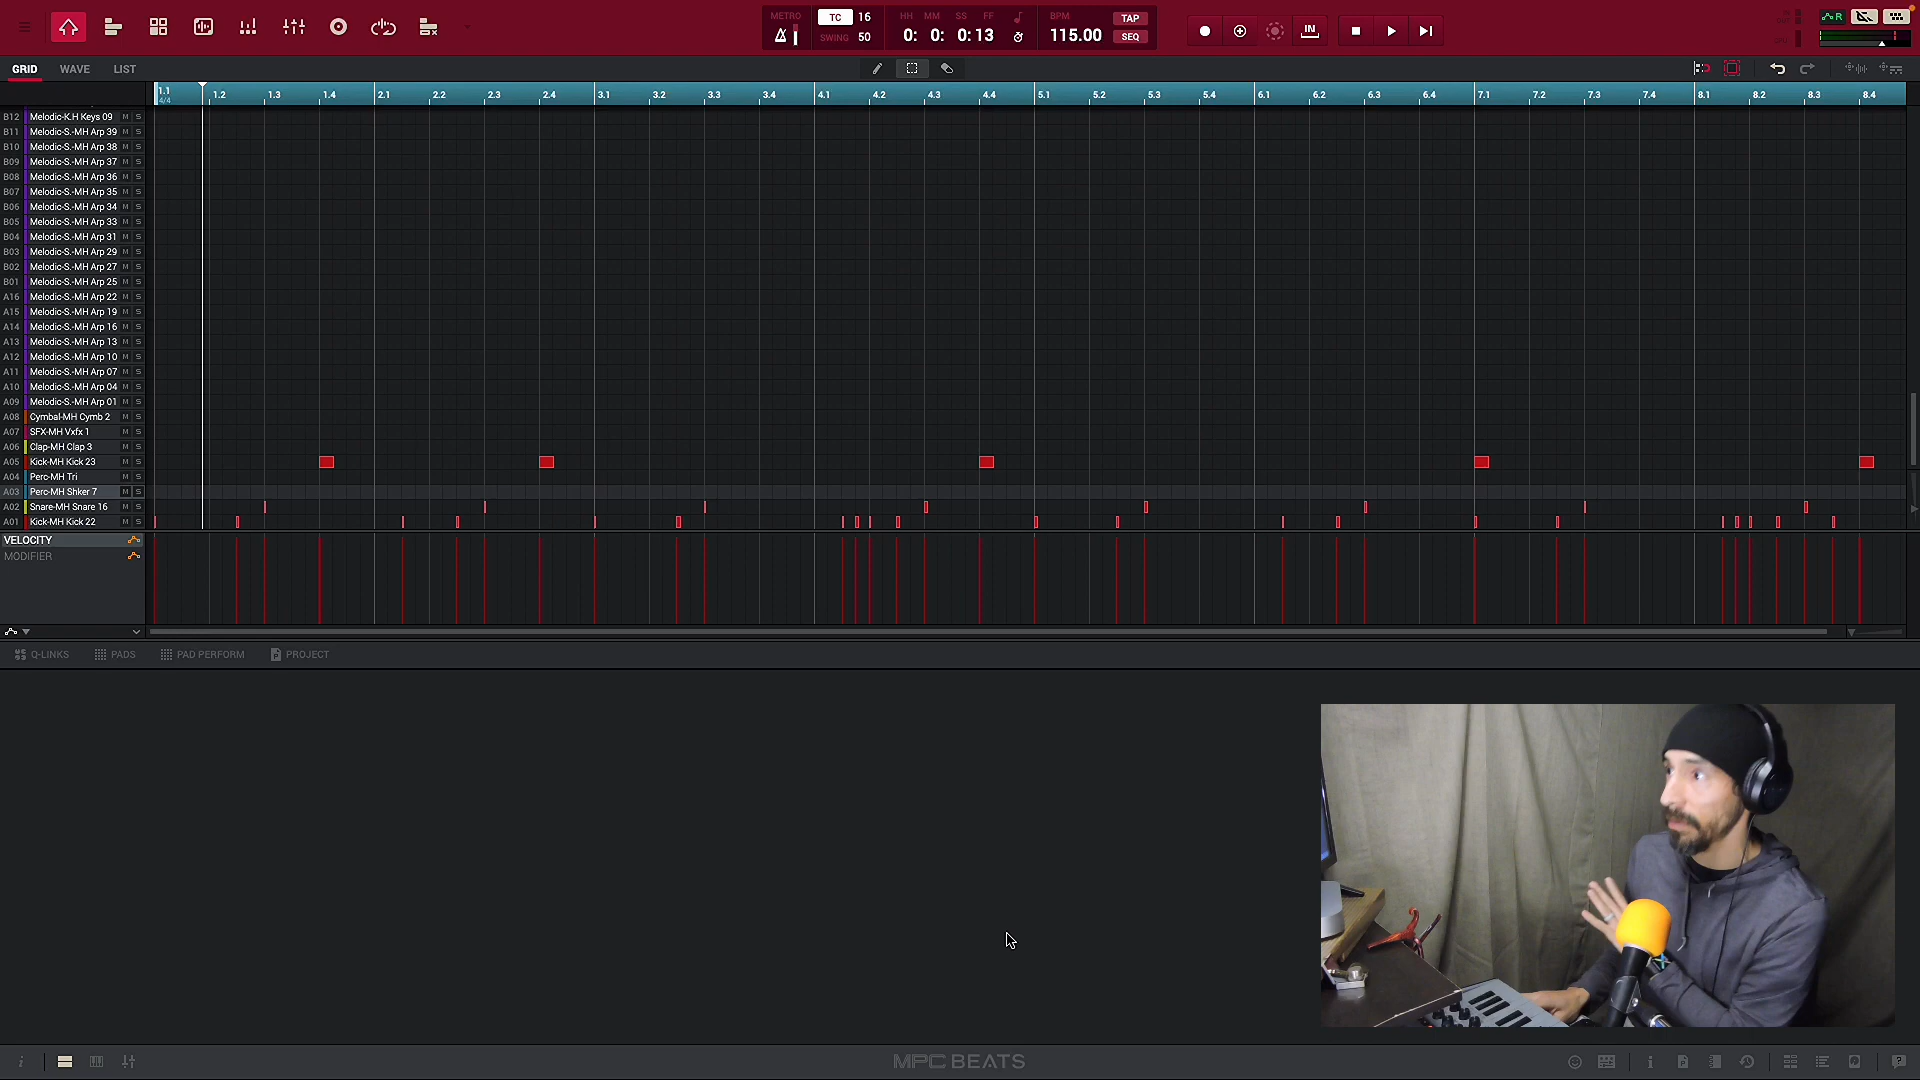 METRO
TC 16
SWING 50
HH MM SS FF
0: 0: 0:13
BPM
115.00
TAP
SEQ
IN
R
GRID WAVE LIST
1.1 1.2 1.3 1.4 2.1 2.2 2.3 2.4 3.1 3.2 3.3 3.4 4.1 4.2 4.3 4.4 5.1 5.2 5.3 5.4 6.1 6.2 6.3 6.4 7.1 7.2 7.3 7.4 8.1 8.2 8.3 8.4
4/4
B12 Melodic-K.H Keys 09 M S
B11 Melodic-S.-MH Arp 39 M S
B10 Melodic-S.-MH Arp 38 M S
B09 Melodic-S.-MH Arp 37 M S
B08 Melodic-S.-MH Arp 36 M S
B07 Melodic-S.-MH Arp 35 M S
B06 Melodic-S.-MH Arp 34 M S
B05 Melodic-S.-MH Arp 33 M S
B04 Melodic-S.-MH Arp 31 M S
B03 Melodic-S.-MH Arp 29 M S
B02 Melodic-S.-MH Arp 27 M S
B01 Melodic-S.-MH Arp 25 M S
A16 Melodic-S.-MH Arp 22 M S
A15 Melodic-S.-MH Arp 19 M S
A14 Melodic-S.-MH Arp 16 M S
A13 Melodic-S.-MH Arp 13 M S
A12 Melodic-S.-MH Arp 10 M S
A11 Melodic-S.-MH Arp 07 M S
A10 Melodic-S.-MH Arp 04 M S
A09 Melodic-S.-MH Arp 01 M S
A08 Cymbal-MH Cymb 2 M S
A07 SFX-MH Vxfx 1 M S
A06 Clap-MH Clap 3 M S
A05 Kick-MH Kick 23 M S
A04 Perc-MH Tri M S
A03 Perc-MH Shker 7 M S
A02 Snare-MH Snare 16 M S
A01 Kick-MH Kick 22 M S
VELOCITY
MODIFIER
Q-LINKS PADS PAD PERFORM PROJECT
MPC BEATS